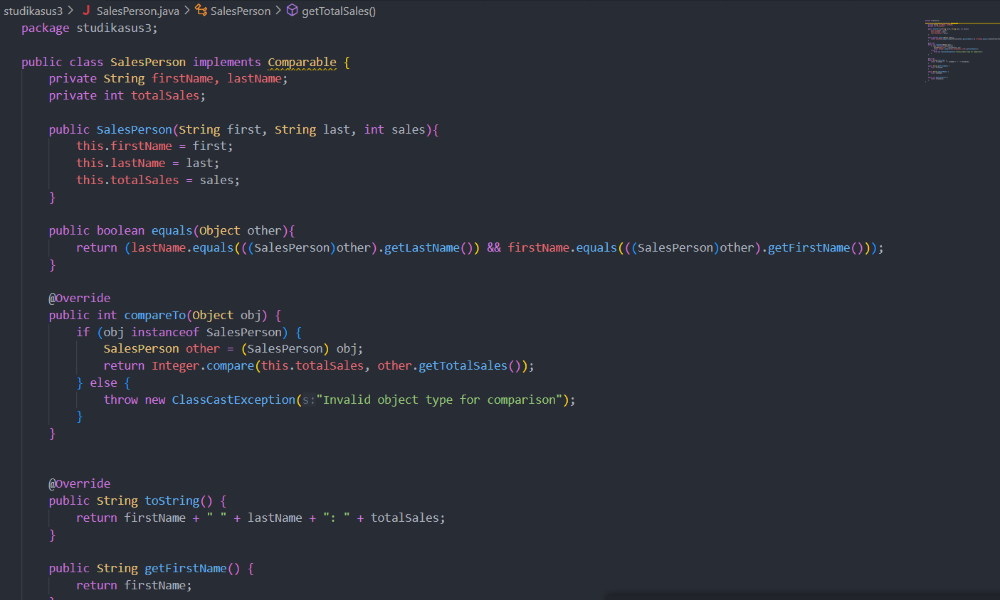 studikasus3 > J SalesPerson.java > SalesPerson > getTotalSales()
package studikasus3;
public class SalesPerson implements Comparable {
private String firstName, lastName;
private int totalSales;
public SalesPerson(String first, String last, int sales){
this.firstName = first;
this.lastName = last;
this.totalSales = sales;
}
public boolean equals(Object other){
return (lastName.equals(((SalesPerson)other).getLastName()) && firstName.equals(((SalesPerson)other).getFirstName()));
}
@Override
public int compareTo(Object obj) {
if (obj instanceof SalesPerson) {
SalesPerson other = (SalesPerson) obj;
return Integer.compare(this.totalSales, other.getTotalSales());
} else {
throw new ClassCastException(s:"Invalid object type for comparison");
}
}
@Override
public String toString() {
return firstName + " " + lastName + ": " + totalSales;
}
public String getFirstName() {
return firstName;